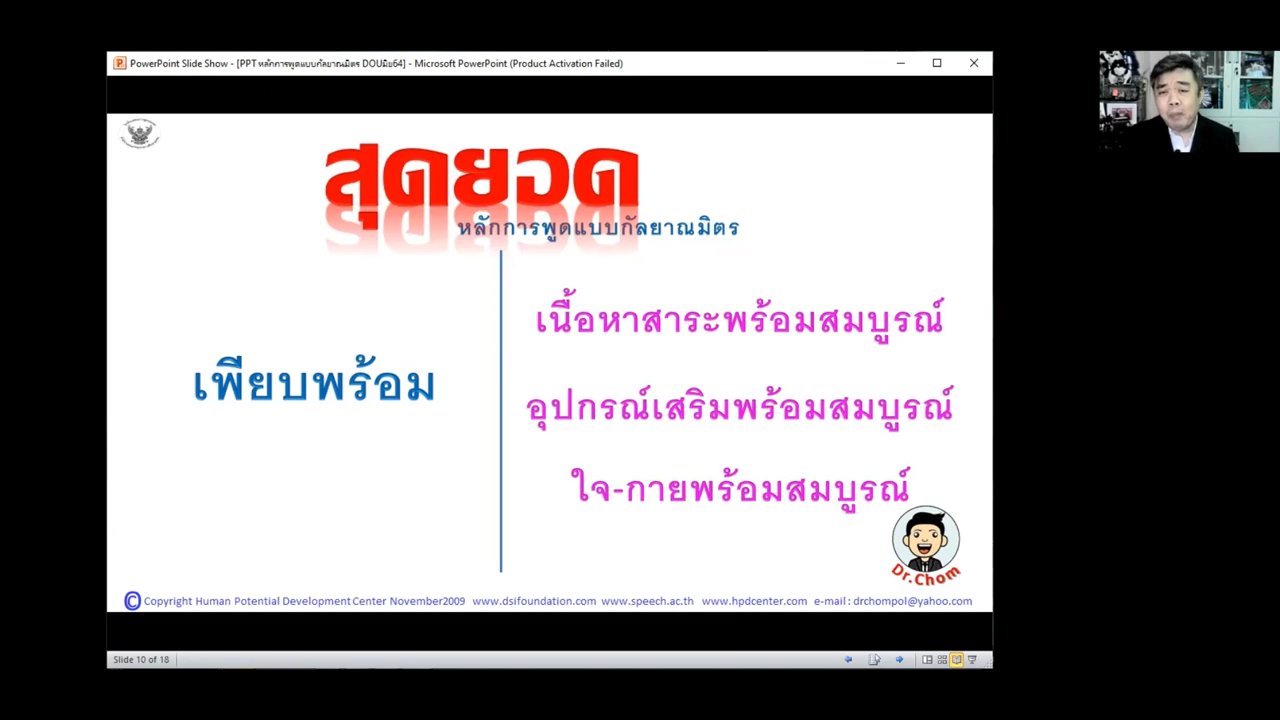 PowerPoint Slide Show - [PPT หลักการพูดแบบกัลยาณมิตร DOUมิย64] - Microsoft PowerPoint (Product Activation Failed)
สุดยอด
หลักการพูดแบบกัลยาณมิตร
เพียบพร้อม
เนื้อหาสาระพร้อมสมบูรณ์
อุปกรณ์เสริมพร้อมสมบูรณ์
ใจ-กายพร้อมสมบูรณ์
Dr.Chom
© Copyright Human Potential Development Center November2009 www.dsifoundation.com www.speech.ac.th www.hpdcenter.com e-mail : drchompol@yahoo.com
Slide 10 of 18